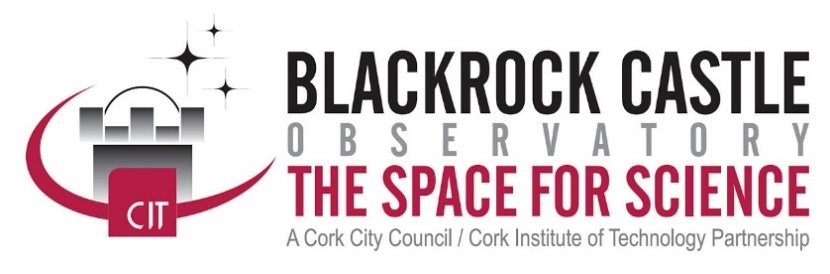 CIT
BLACKROCK CASTLE
OBSERVATORY
THE SPACE FOR SCIENCE
A Cork City Council / Cork Institute of Technology Partnership